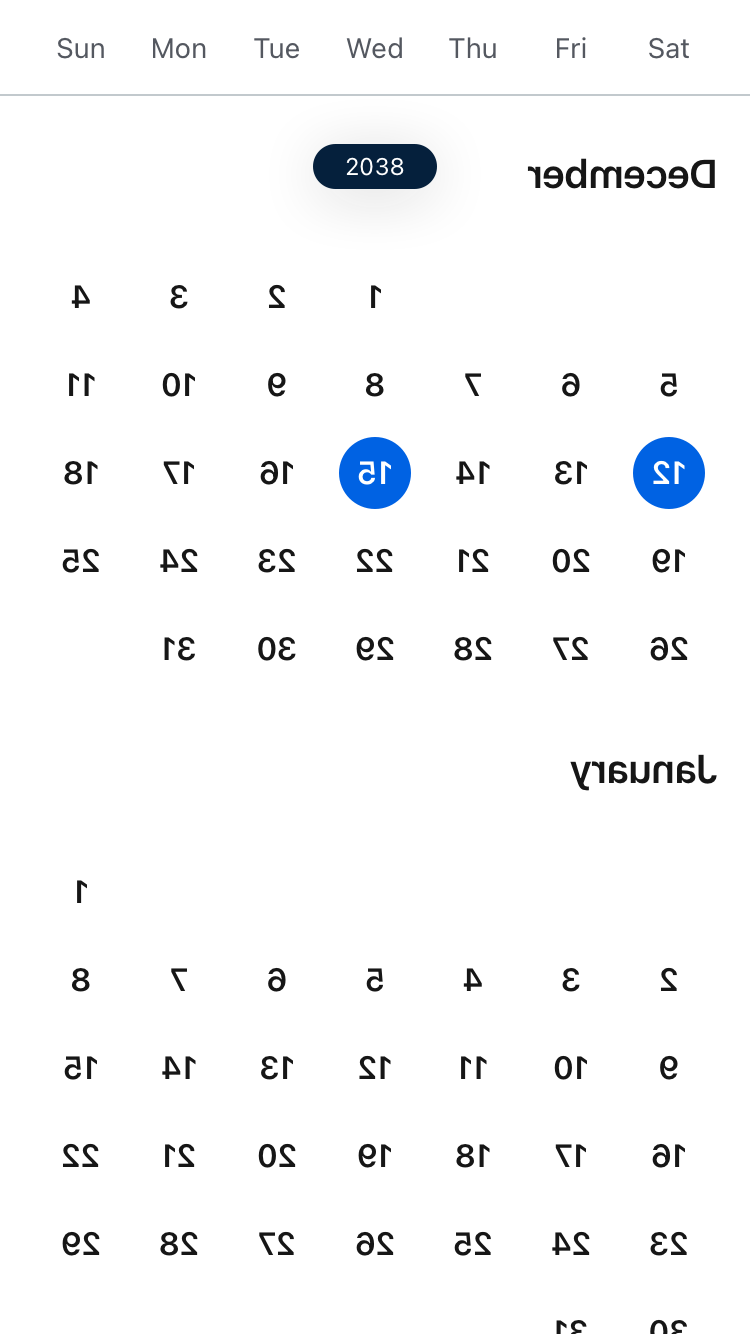 Sun Mon Tue Wed Thu Fri Sat
2038 December
4 3 2 1
11 10 9 8 7 6 5
18 17 16 15 14 13 12
25 24 23 22 21 20 19
31 30 29 28 27 26
January
1
8 7 6 5 4 3 2
15 14 13 12 11 10 9
22 21 20 19 18 17 16
29 28 27 26 25 24 23
31 30